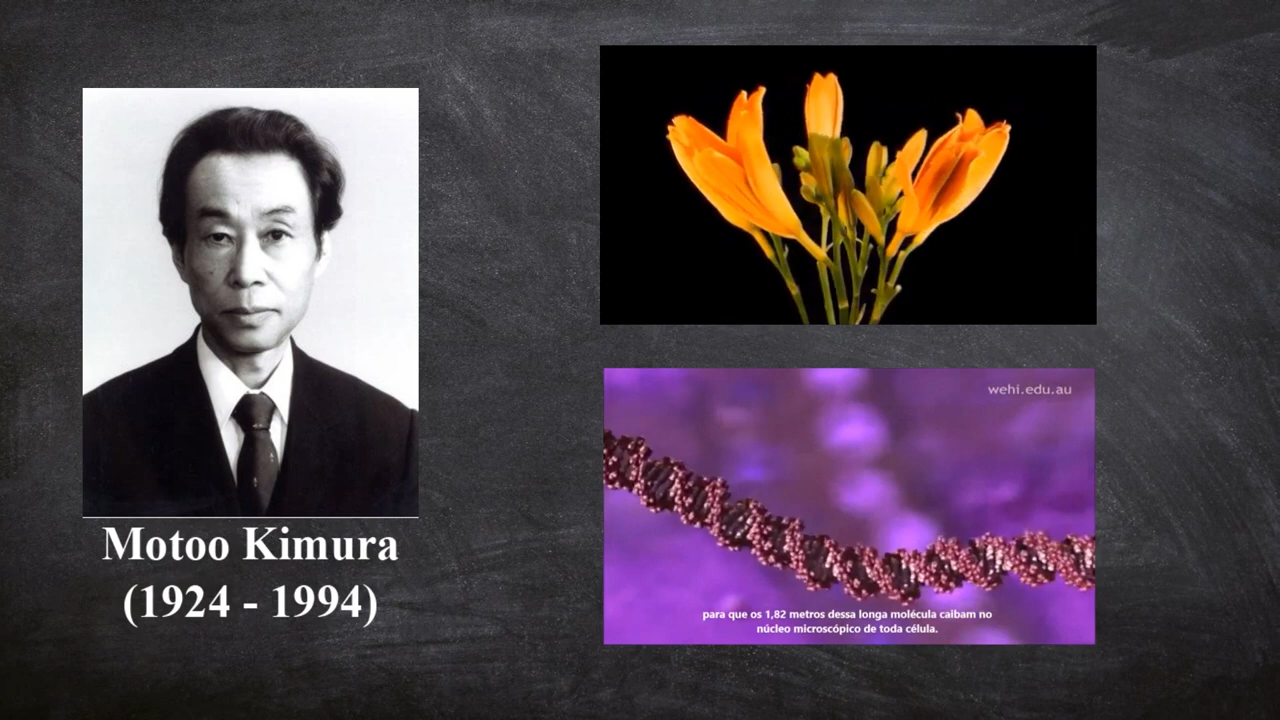 Motoo Kimura
(1924 - 1994)
wehi.edu.au
para que os 1,82 metros dessa longa molécula caibam no
núcleo microscópico de toda célula.